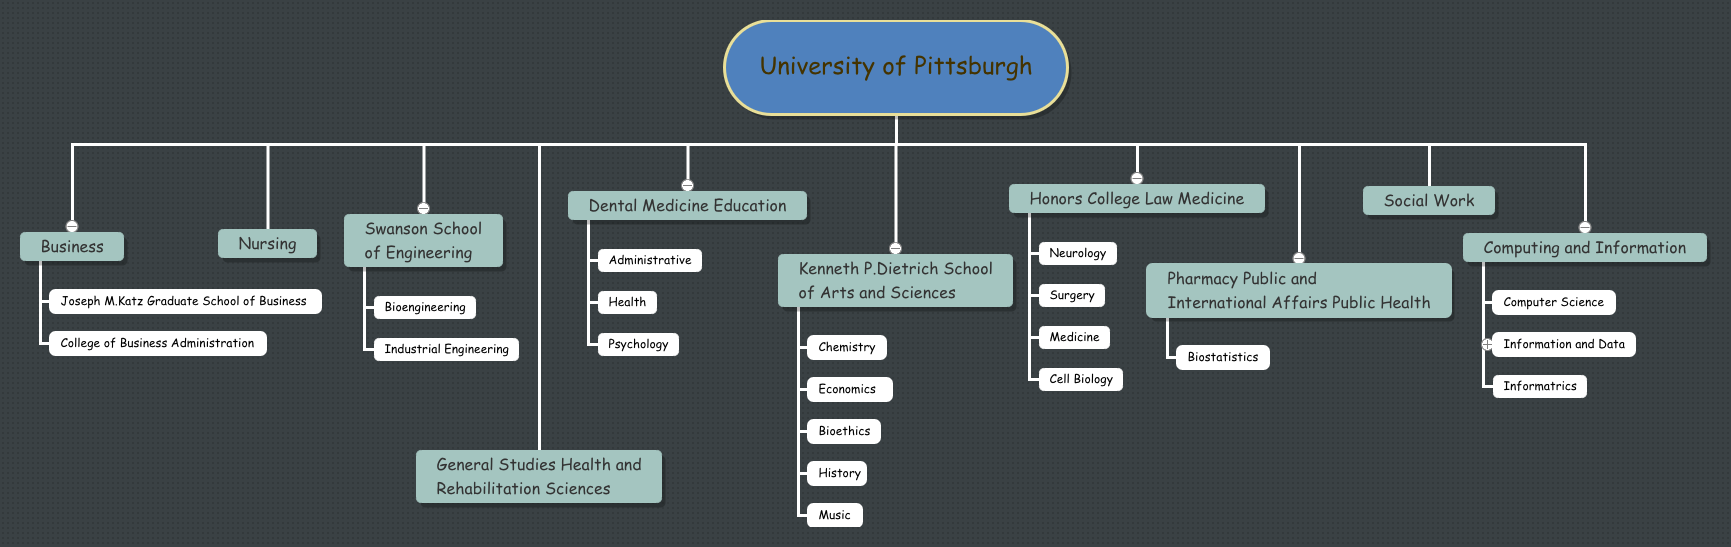 University of Pittsburgh
Business
Joseph M.Katz Graduate School of Business
College of Business Administration
Nursing
Swanson School
of Engineering
Bioengineering
Industrial Engineering
General Studies Health and
Rehabilitation Sciences
Dental Medicine Education
Administrative
Health
Psychology
Kenneth P.Dietrich School
of Arts and Sciences
Chemistry
Economics
Bioethics
History
Music
Honors College Law Medicine
Neurology
Surgery
Medicine
Cell Biology
Pharmacy Public and
International Affairs Public Health
Biostatistics
Social Work
Computing and Information
Computer Science
Information and Data
Informatrics